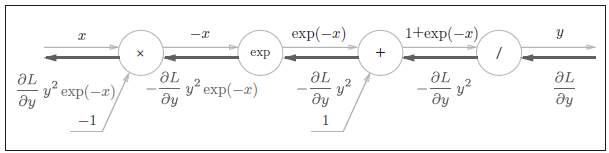 x −x exp(−x) 1+exp(−x) y
× exp + /
∂L/∂y y² exp(−x) −∂L/∂y y² exp(−x) −∂L/∂y y² −∂L/∂y y² ∂L/∂y
−1 1